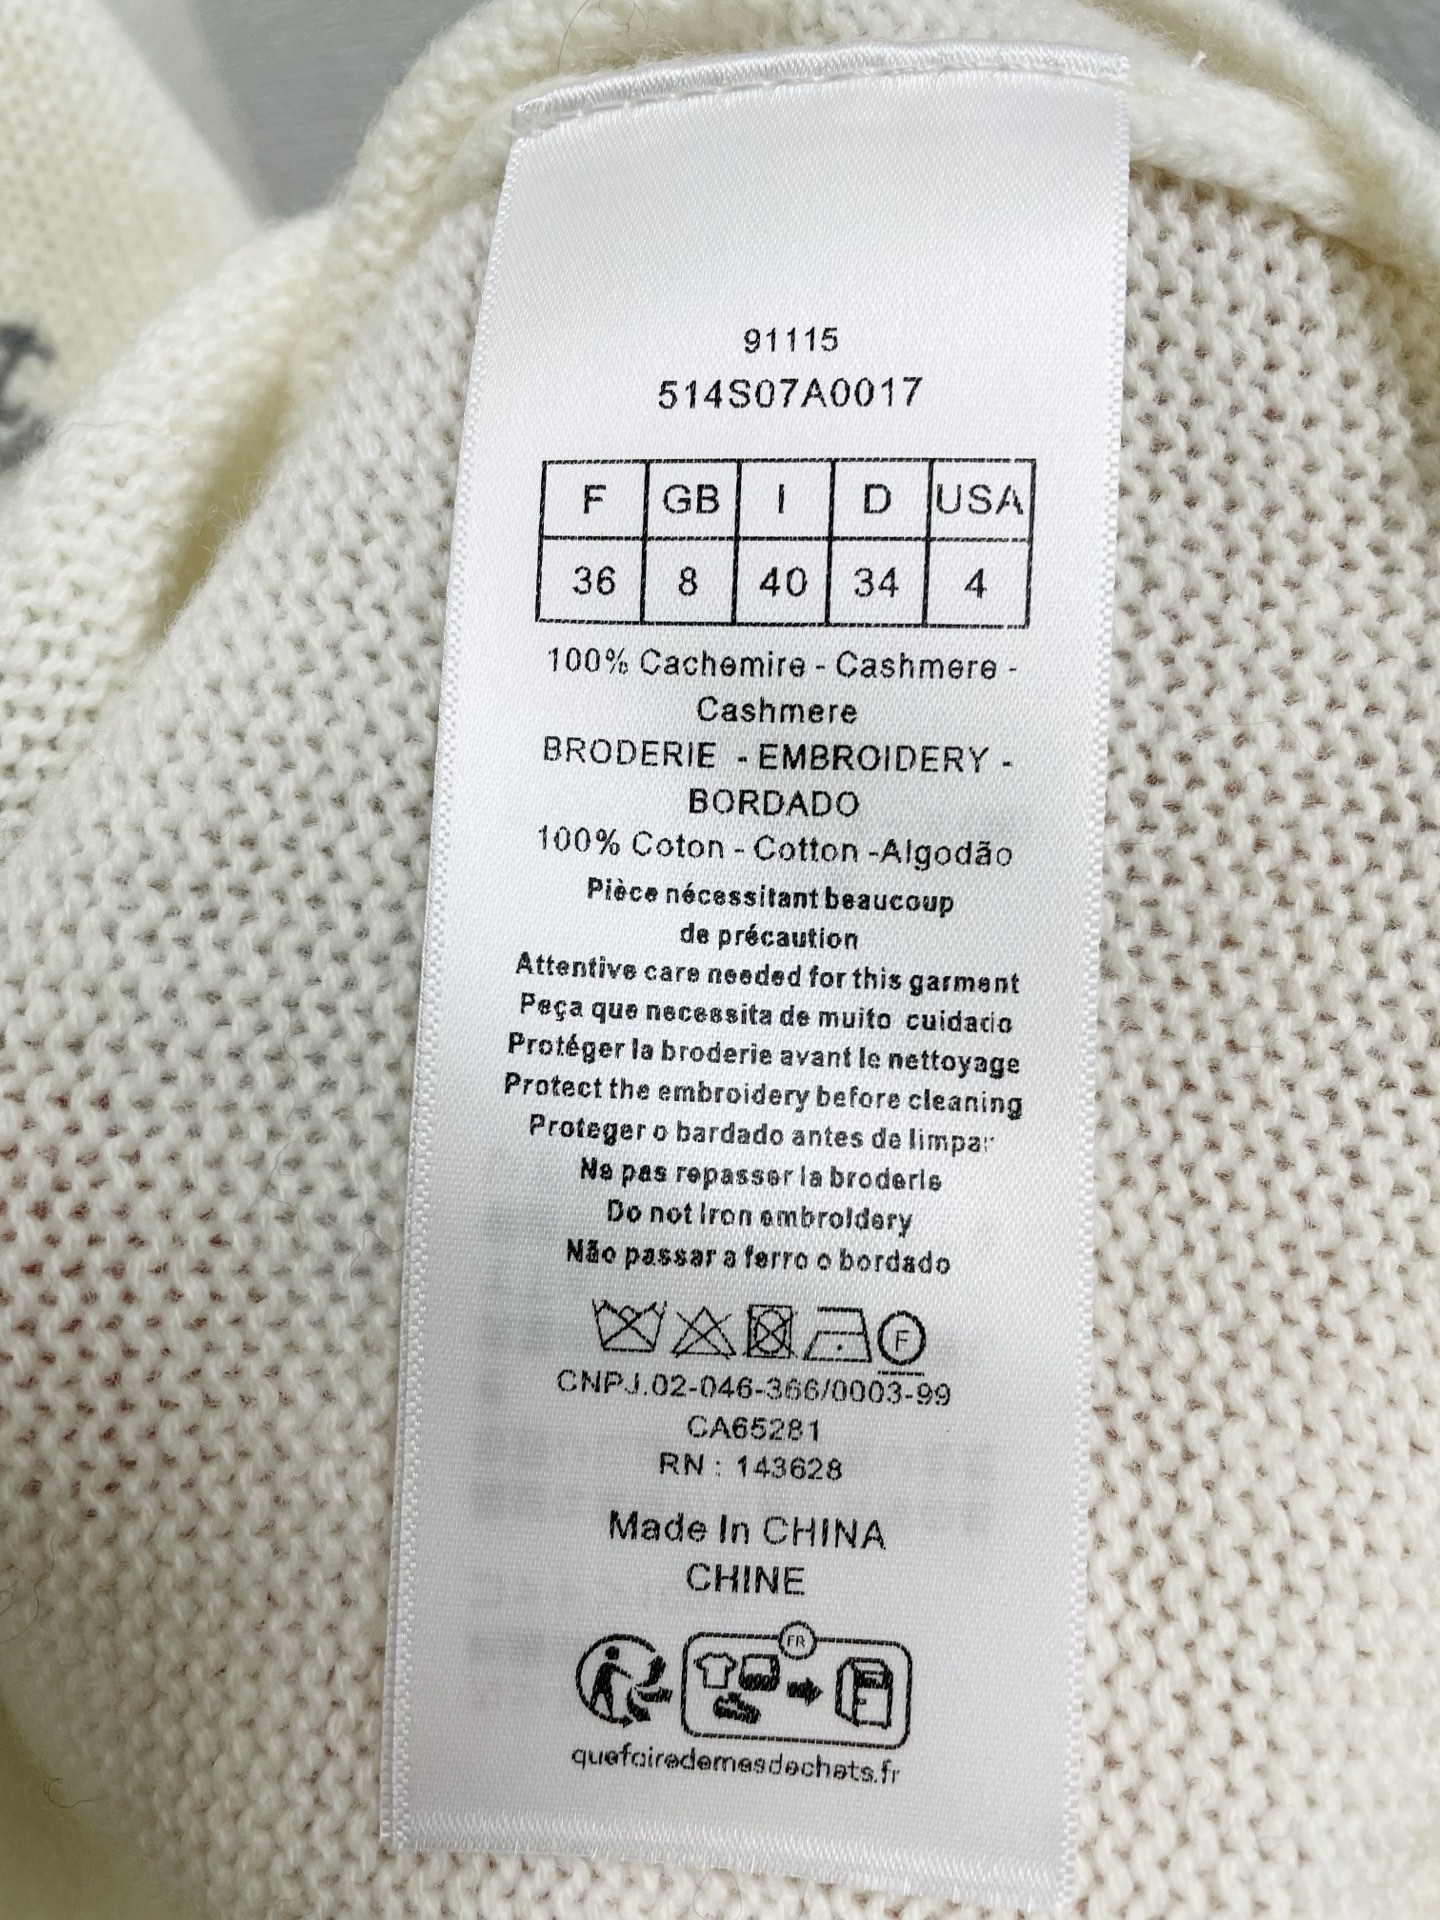 91115
514S07A0017
F GB I D USA
36 8 40 34 4
100% Cachemire - Cashmere -
Cashmere
BRODERIE - EMBROIDERY -
BORDADO
100% Coton - Cotton -Algodão
Pièce nécessitant beaucoup
de précaution
Attentive care needed for this garment
Peça que necessita de muito cuidado
Protéger la broderie avant le nettoyage
Protect the embroidery before cleaning
Proteger o bardado antes de limpar
Ne pas repasser la broderie
Do not Iron embroidery
Não passar a ferro o bordado
F
CNPJ.02-046-366/0003-99
CA65281
RN : 143628
Made In CHINA
CHINE
FR
quefairedemesdechets.fr